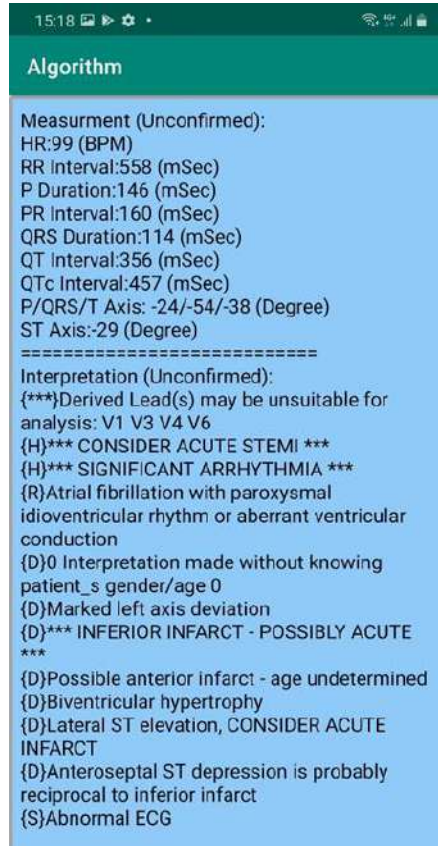 15:18
Algorithm
Measurment (Unconfirmed):
HR:99 (BPM)
RR Interval:558 (mSec)
P Duration:146 (mSec)
PR Interval:160 (mSec)
QRS Duration:114 (mSec)
QT Interval:356 (mSec)
QTc Interval:457 (mSec)
P/QRS/T Axis: -24/-54/-38 (Degree)
ST Axis:-29 (Degree)
============================
Interpretation (Unconfirmed):
{***}Derived Lead(s) may be unsuitable for
analysis: V1 V3 V4 V6
{H}*** CONSIDER ACUTE STEMI ***
{H}*** SIGNIFICANT ARRHYTHMIA ***
{R}Atrial fibrillation with paroxysmal
idioventricular rhythm or aberrant ventricular
conduction
{D}0 Interpretation made without knowing
patient_s gender/age 0
{D}Marked left axis deviation
{D}*** INFERIOR INFARCT - POSSIBLY ACUTE
***
{D}Possible anterior infarct - age undetermined
{D}Biventricular hypertrophy
{D}Lateral ST elevation, CONSIDER ACUTE
INFARCT
{D}Anteroseptal ST depression is probably
reciprocal to inferior infarct
{S}Abnormal ECG